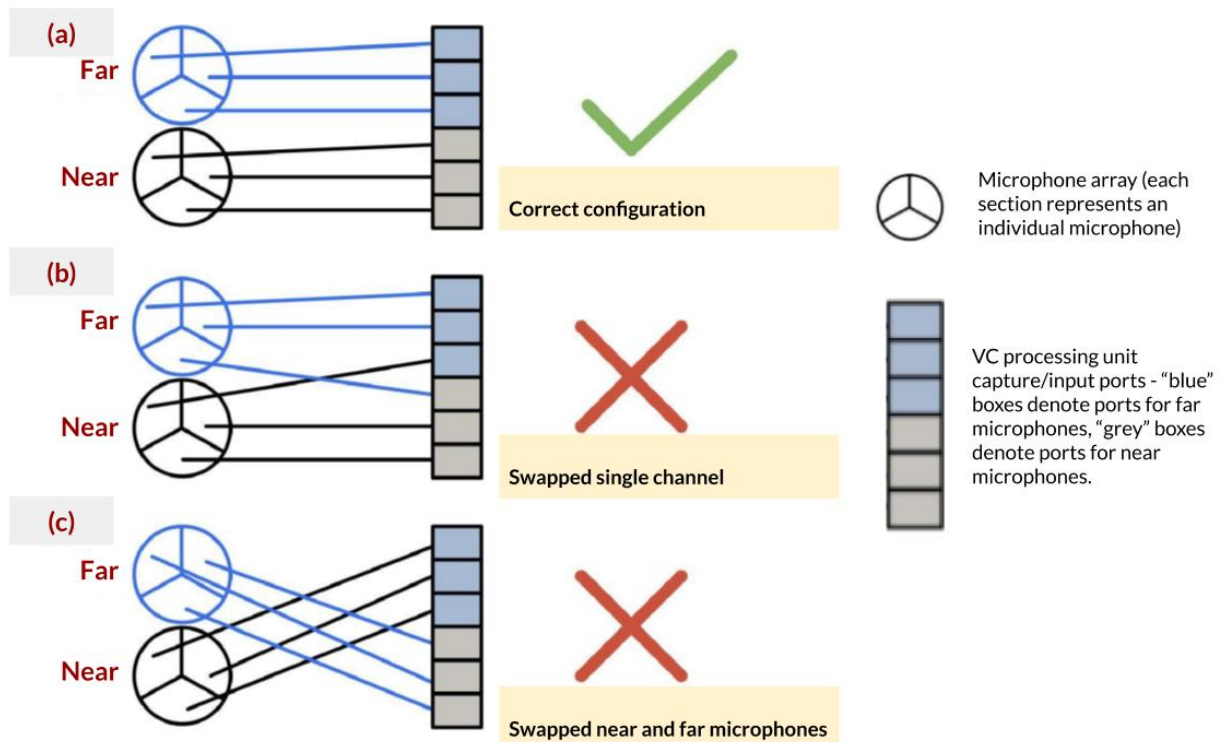 (a)
Far
Near
Correct configuration
(b)
Far
Near
Swapped single channel
(c)
Far
Near
Swapped near and far microphones
Microphone array (each
section represents an
individual microphone)
VC processing unit
capture/input ports - “blue”
boxes denote ports for far
microphones, “grey” boxes
denote ports for near
microphones.